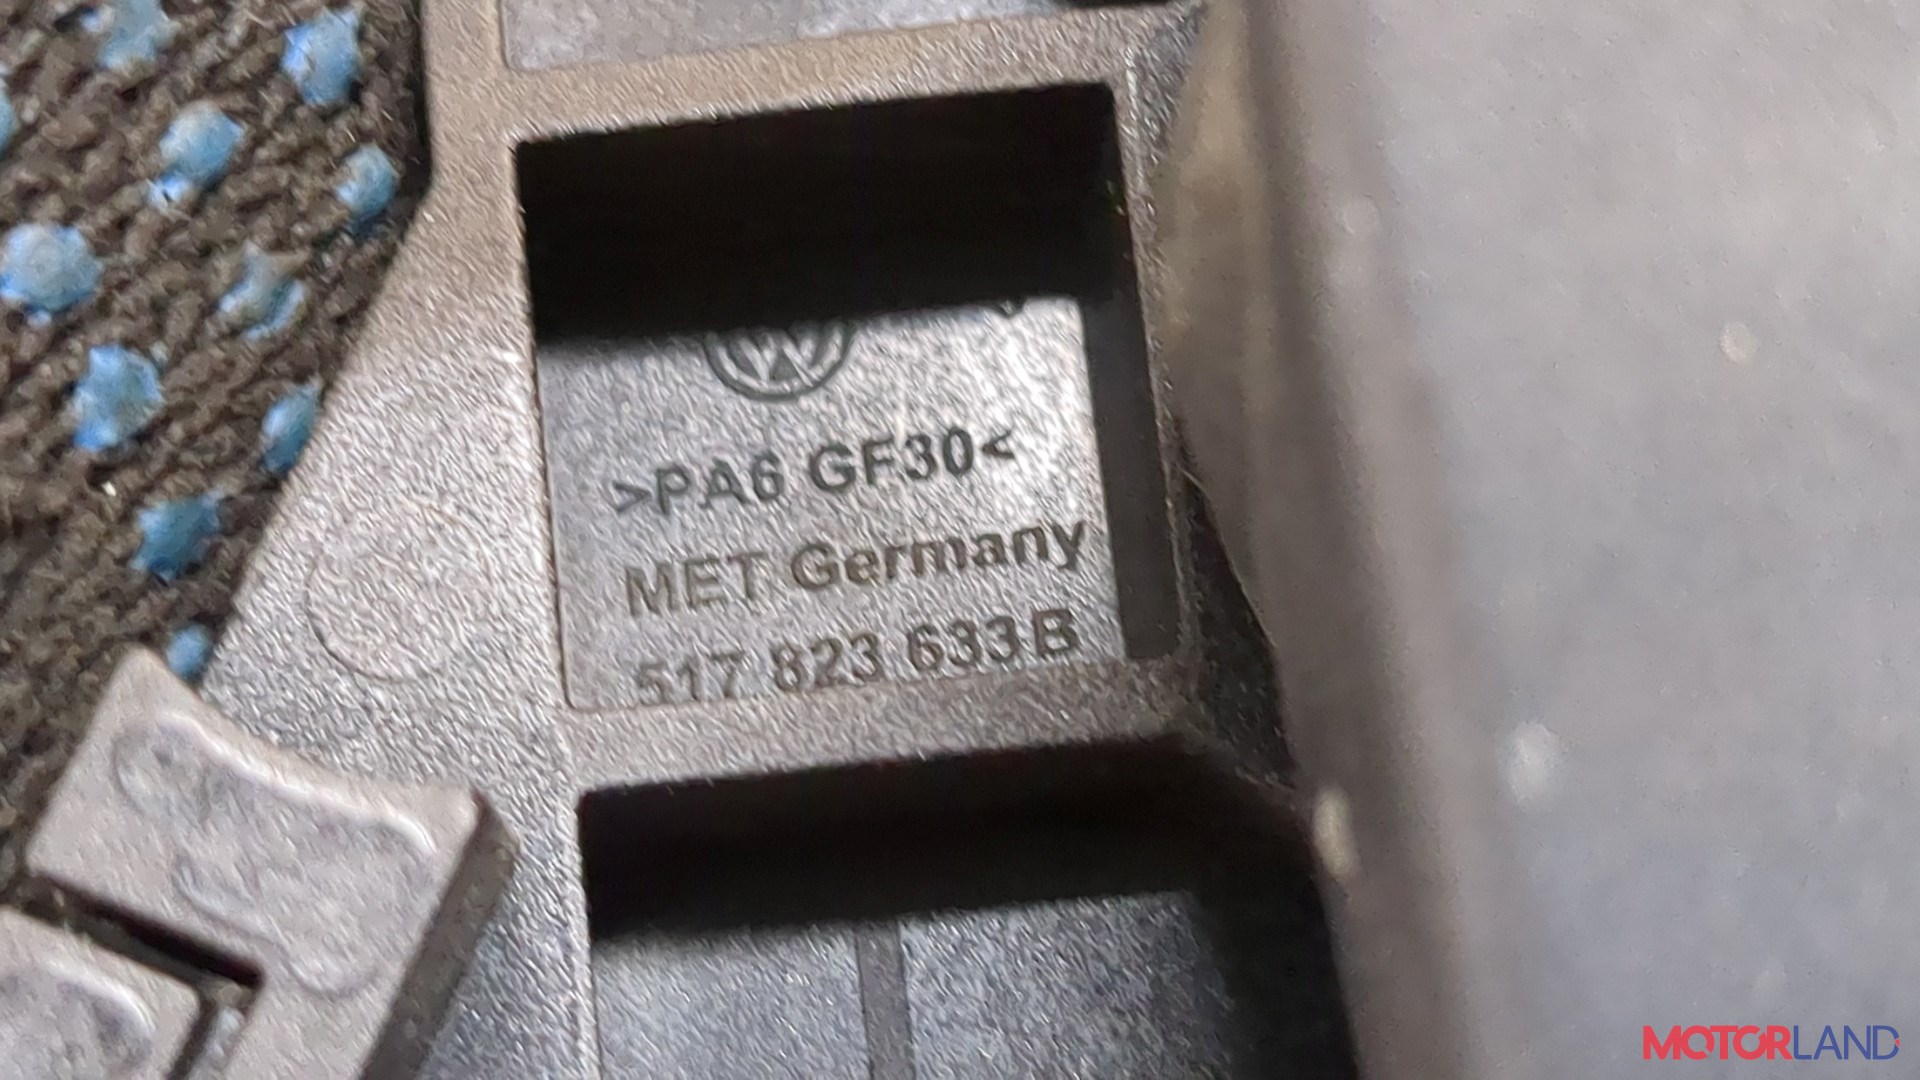 >PA6 GF30<
MET Germany
517 823 633 B
MOTORLAND